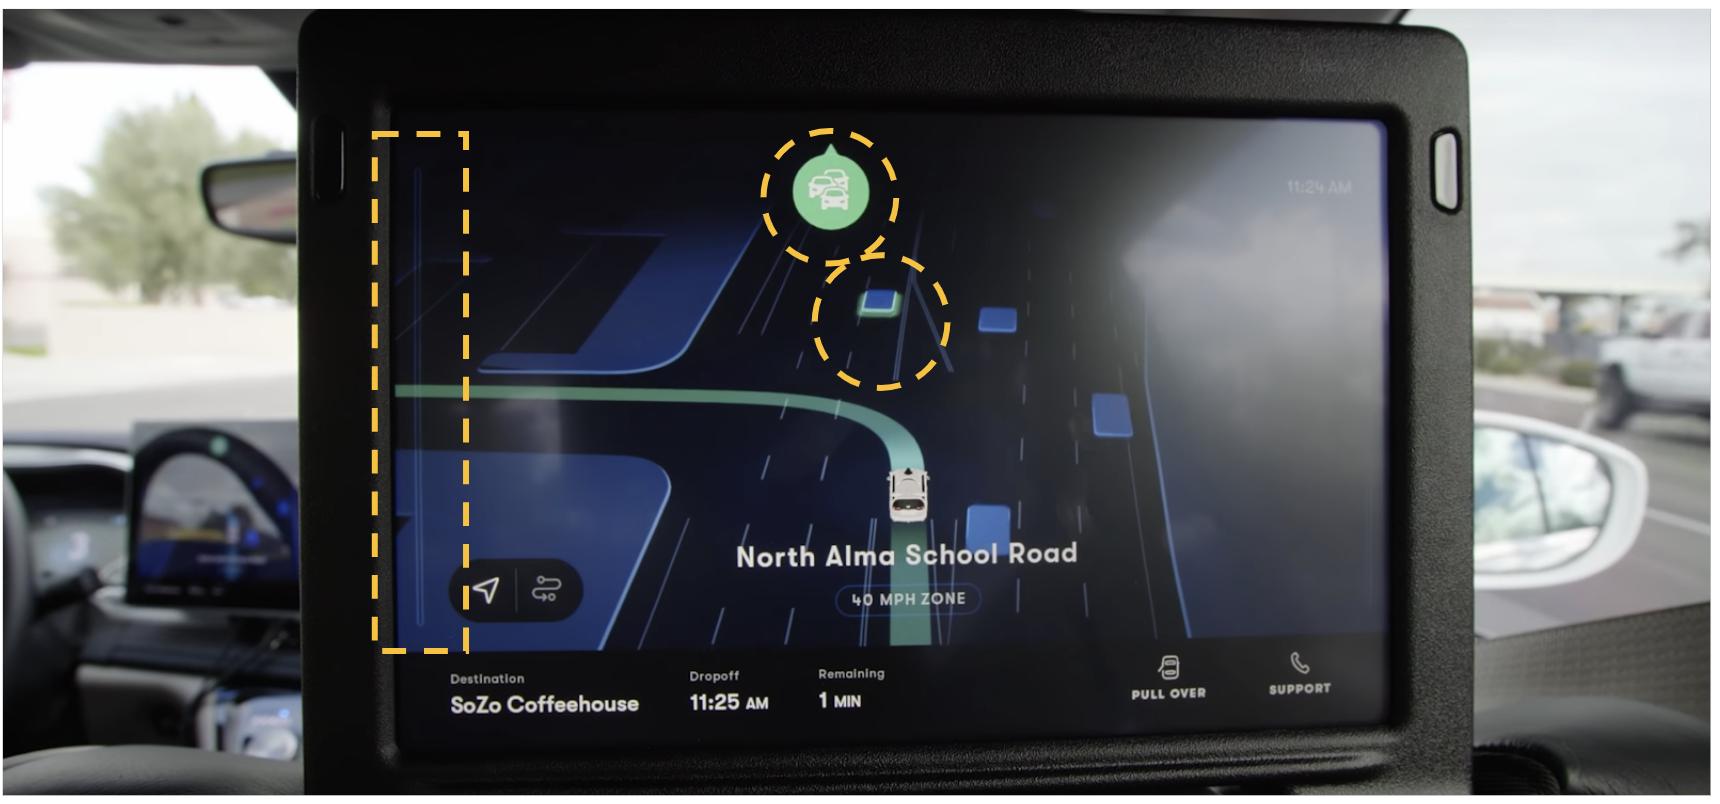 11:24 AM
North Alma School Road
40 MPH ZONE
Destination
SoZo Coffeehouse
Dropoff
11:25 AM
Remaining
1 MIN
PULL OVER
SUPPORT